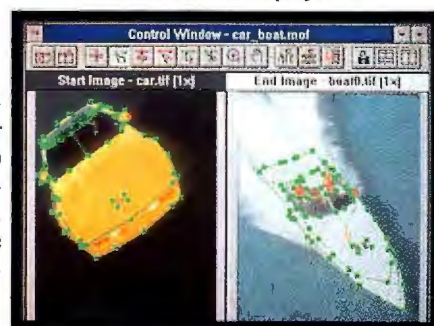 Control Window - car_boat.mof
Start Image - car.tif [1x]
End Image - boat0.tif [1x]